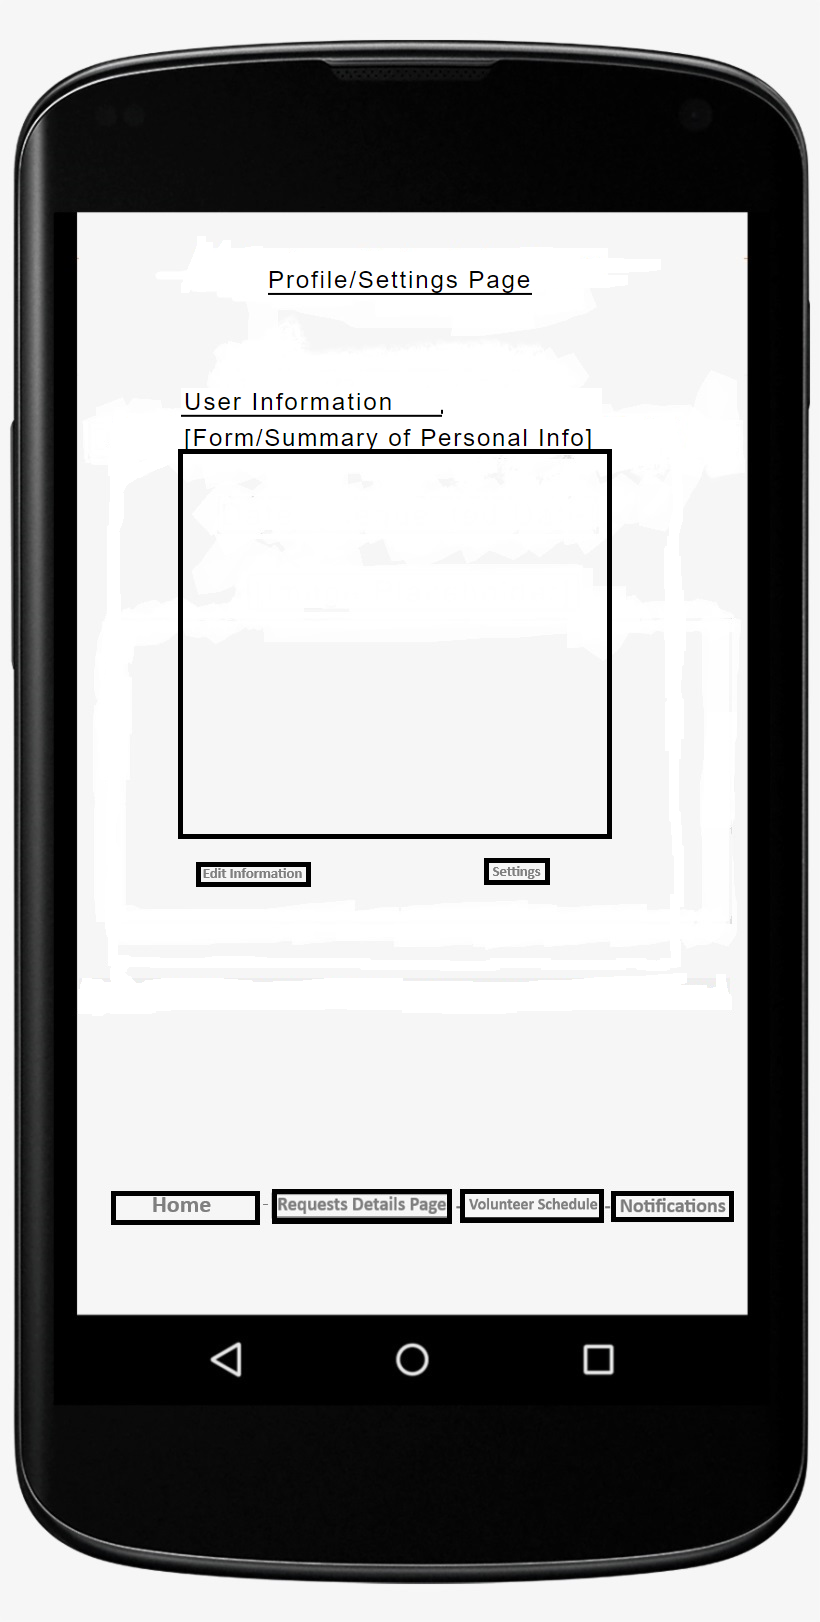 Profile/Settings Page
User Information
[Form/Summary of Personal Info]
Edit Information
Settings
Home - Requests Details Page - Volunteer Schedule - Notifications